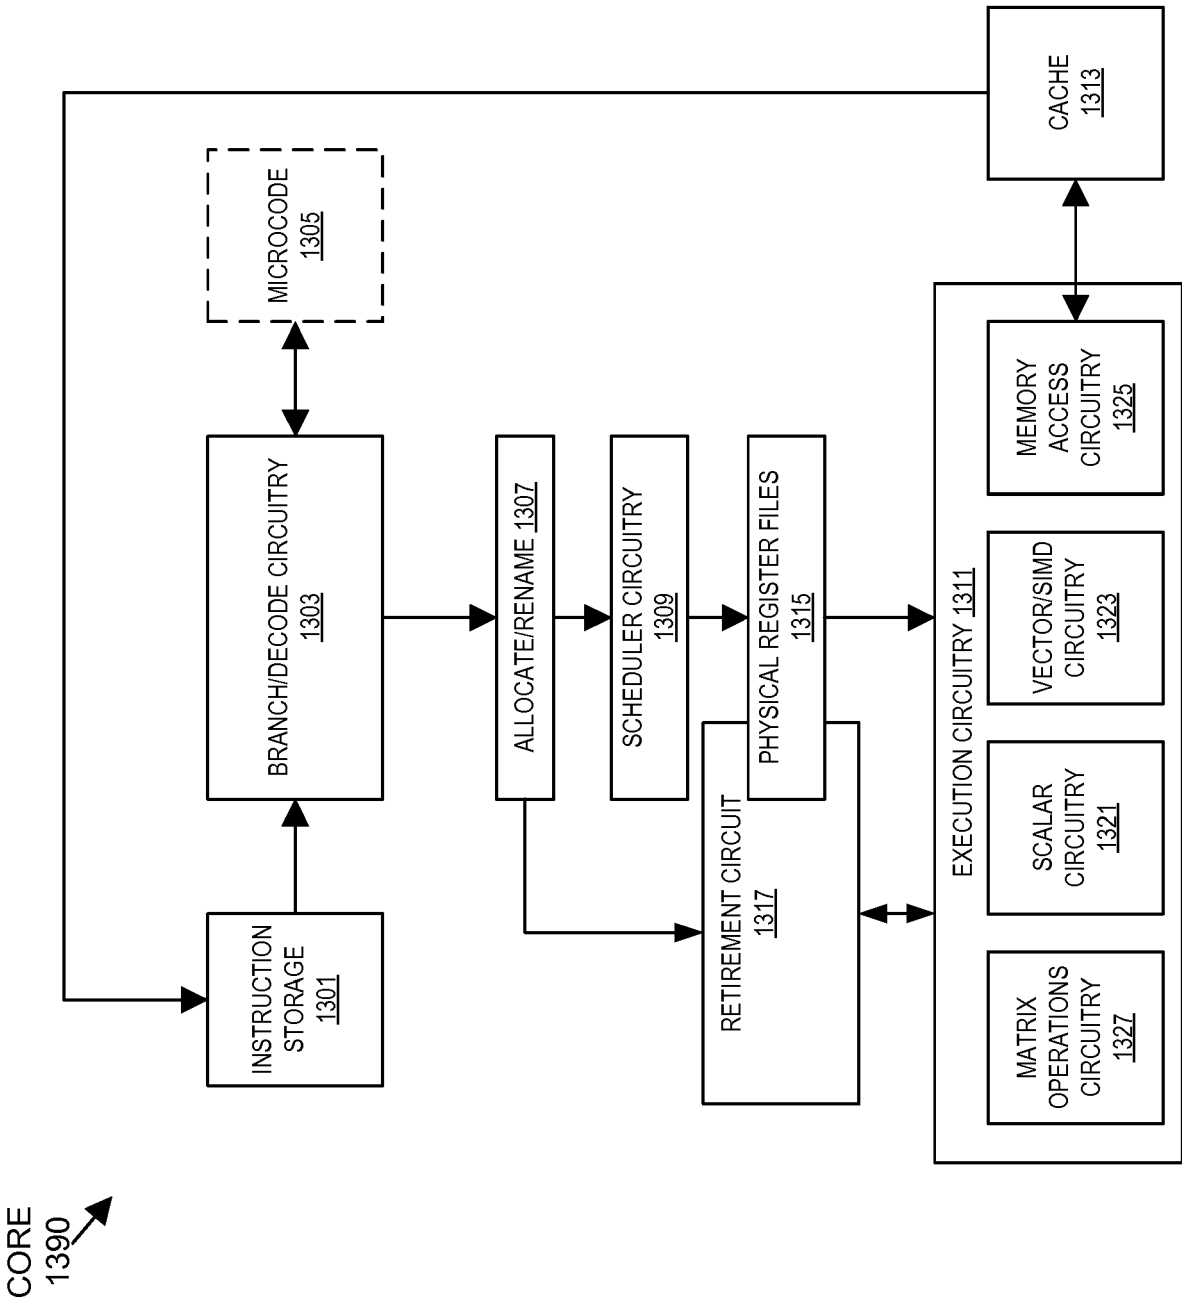 CORE
1390
INSTRUCTION
STORAGE
1301
BRANCH/DECODE CIRCUITRY
1303
MICROCODE
1305
ALLOCATE/RENAME 1307
SCHEDULER CIRCUITRY
1309
PHYSICAL REGISTER FILES
1315
RETIREMENT CIRCUIT
1317
EXECUTION CIRCUITRY 1311
MATRIX
OPERATIONS
CIRCUITRY
1327
SCALAR
CIRCUITRY
1321
VECTOR/SIMD
CIRCUITRY
1323
MEMORY
ACCESS
CIRCUITRY
1325
CACHE
1313